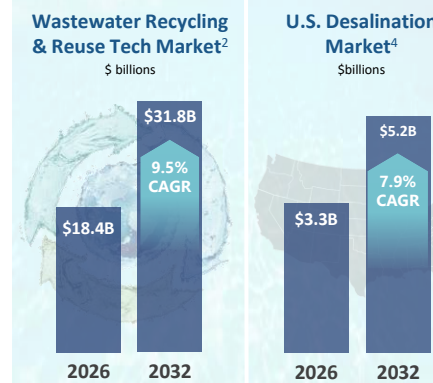 Wastewater Recycling
& Reuse Tech Market2
$ billions
$31.8B
9.5%
CAGR
$18.4B
2026 2032
U.S. Desalination
Market4
$billions
$5.2B
7.9%
CAGR
$3.3B
2026 2032